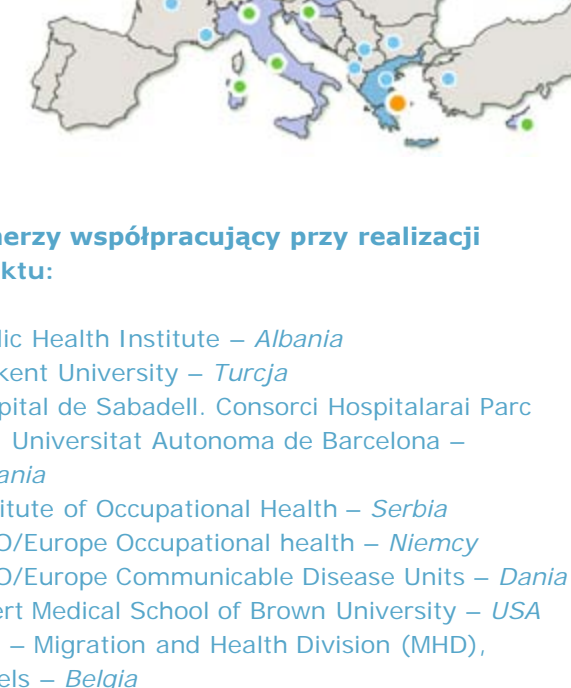 nerzy współpracujący przy realizacji
ktu:
lic Health Institute – Albania
kent University – Turcja
pital de Sabadell. Consorci Hospitalarai Parc
Universitat Autonoma de Barcelona –
ania
itute of Occupational Health – Serbia
O/Europe Occupational health – Niemcy
O/Europe Communicable Disease Units – Dania
ert Medical School of Brown University – USA
– Migration and Health Division (MHD),
els – Belgia